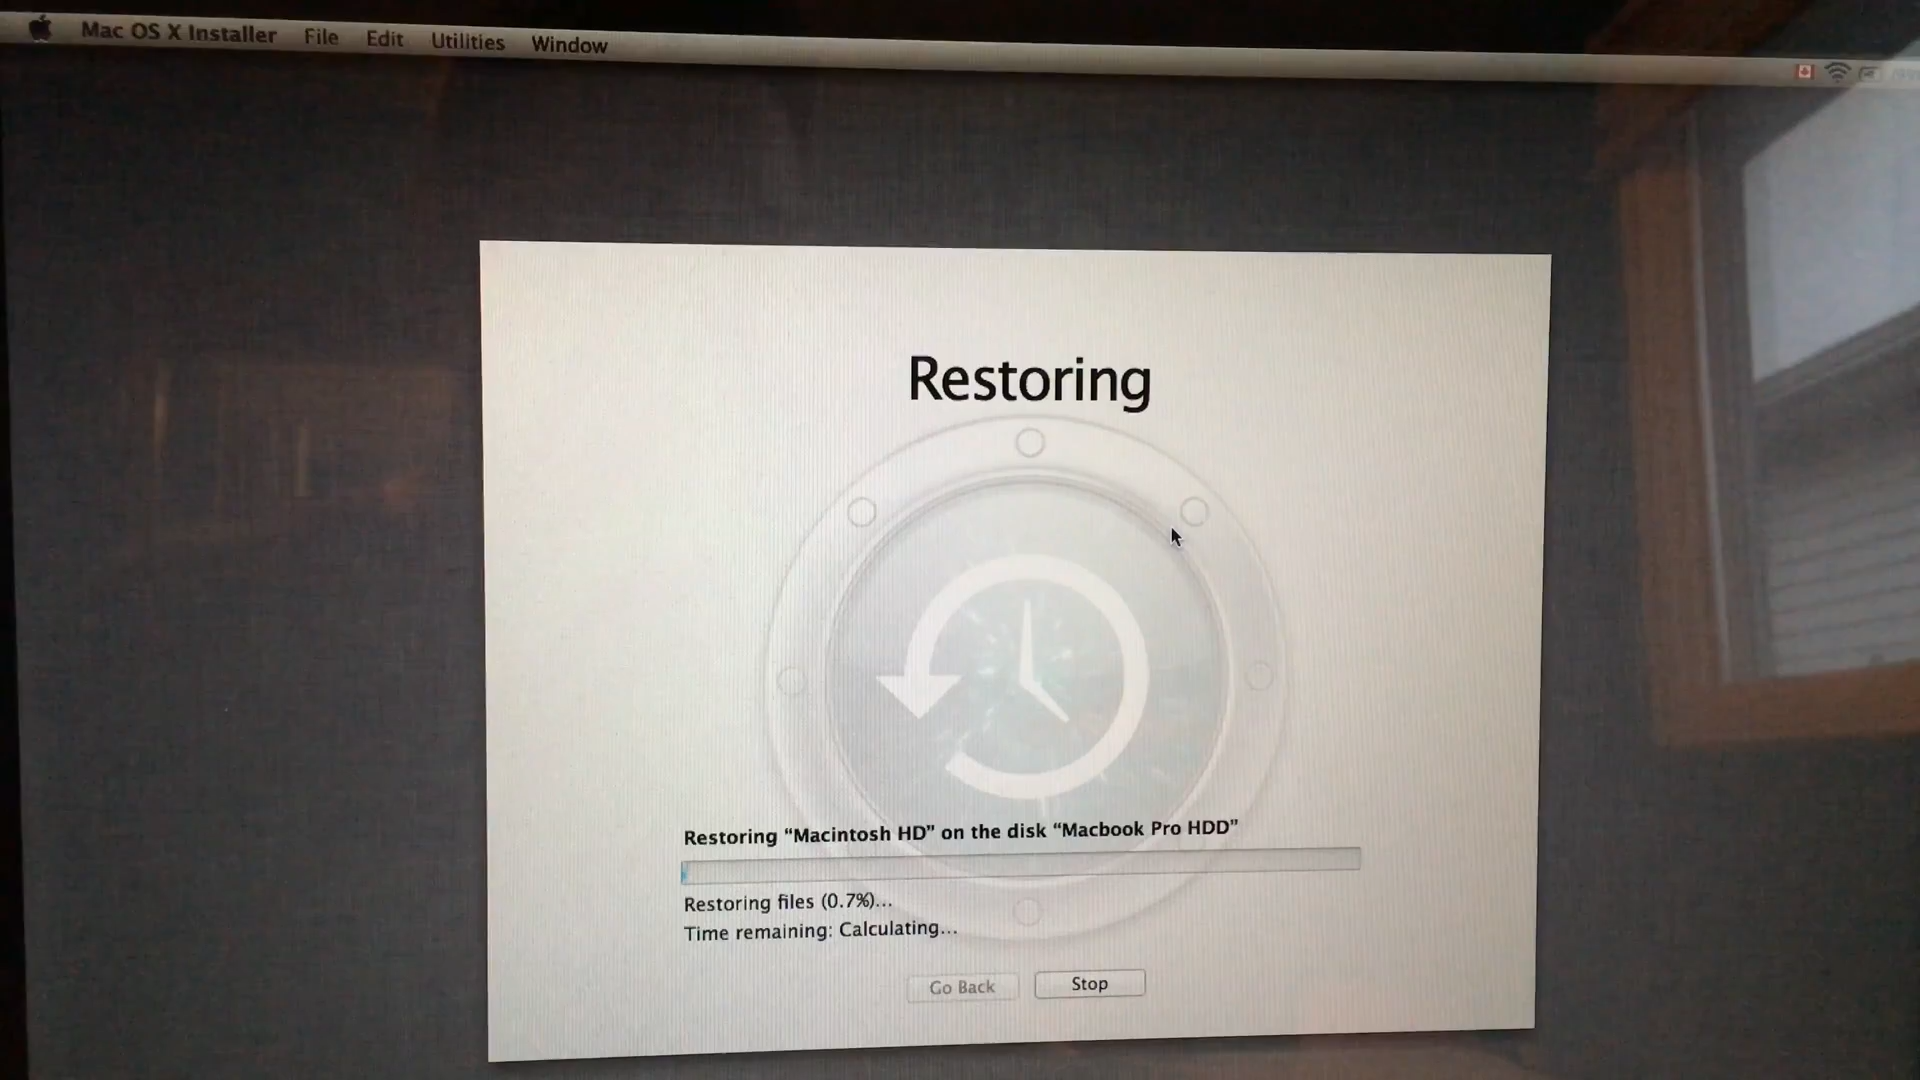 Mac OS X Installer File Edit Utilities Window
Restoring
Restoring “Macintosh HD” on the disk “Macbook Pro HDD”
Restoring files (0.7%)...
Time remaining: Calculating...
Go Back Stop